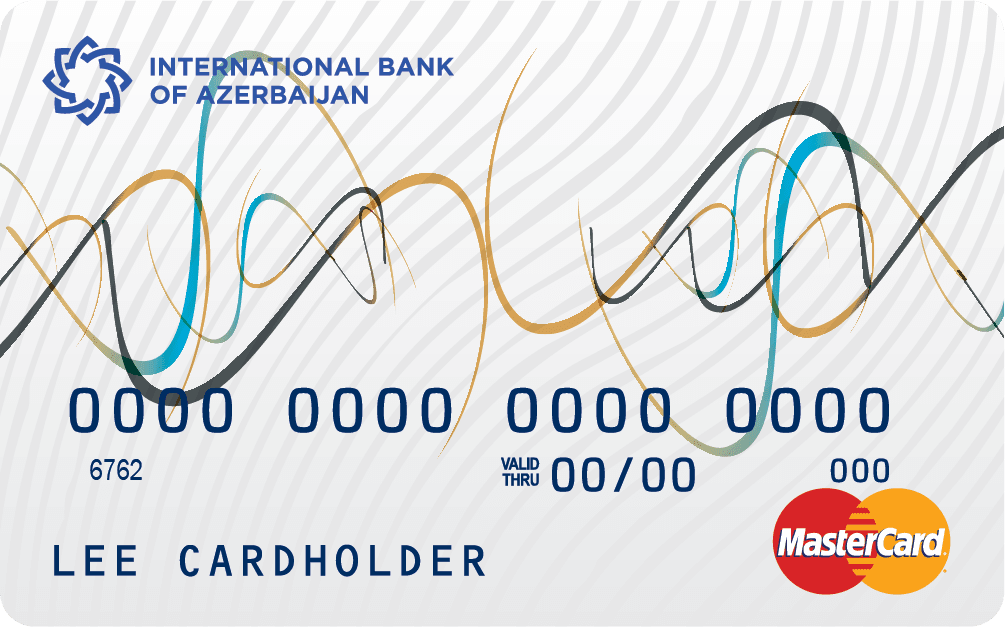 INTERNATIONAL BANK
OF AZERBAIJAN
0000 0000 0000 0000
6762
VALID
THRU 00/00
000
LEE CARDHOLDER
MasterCard